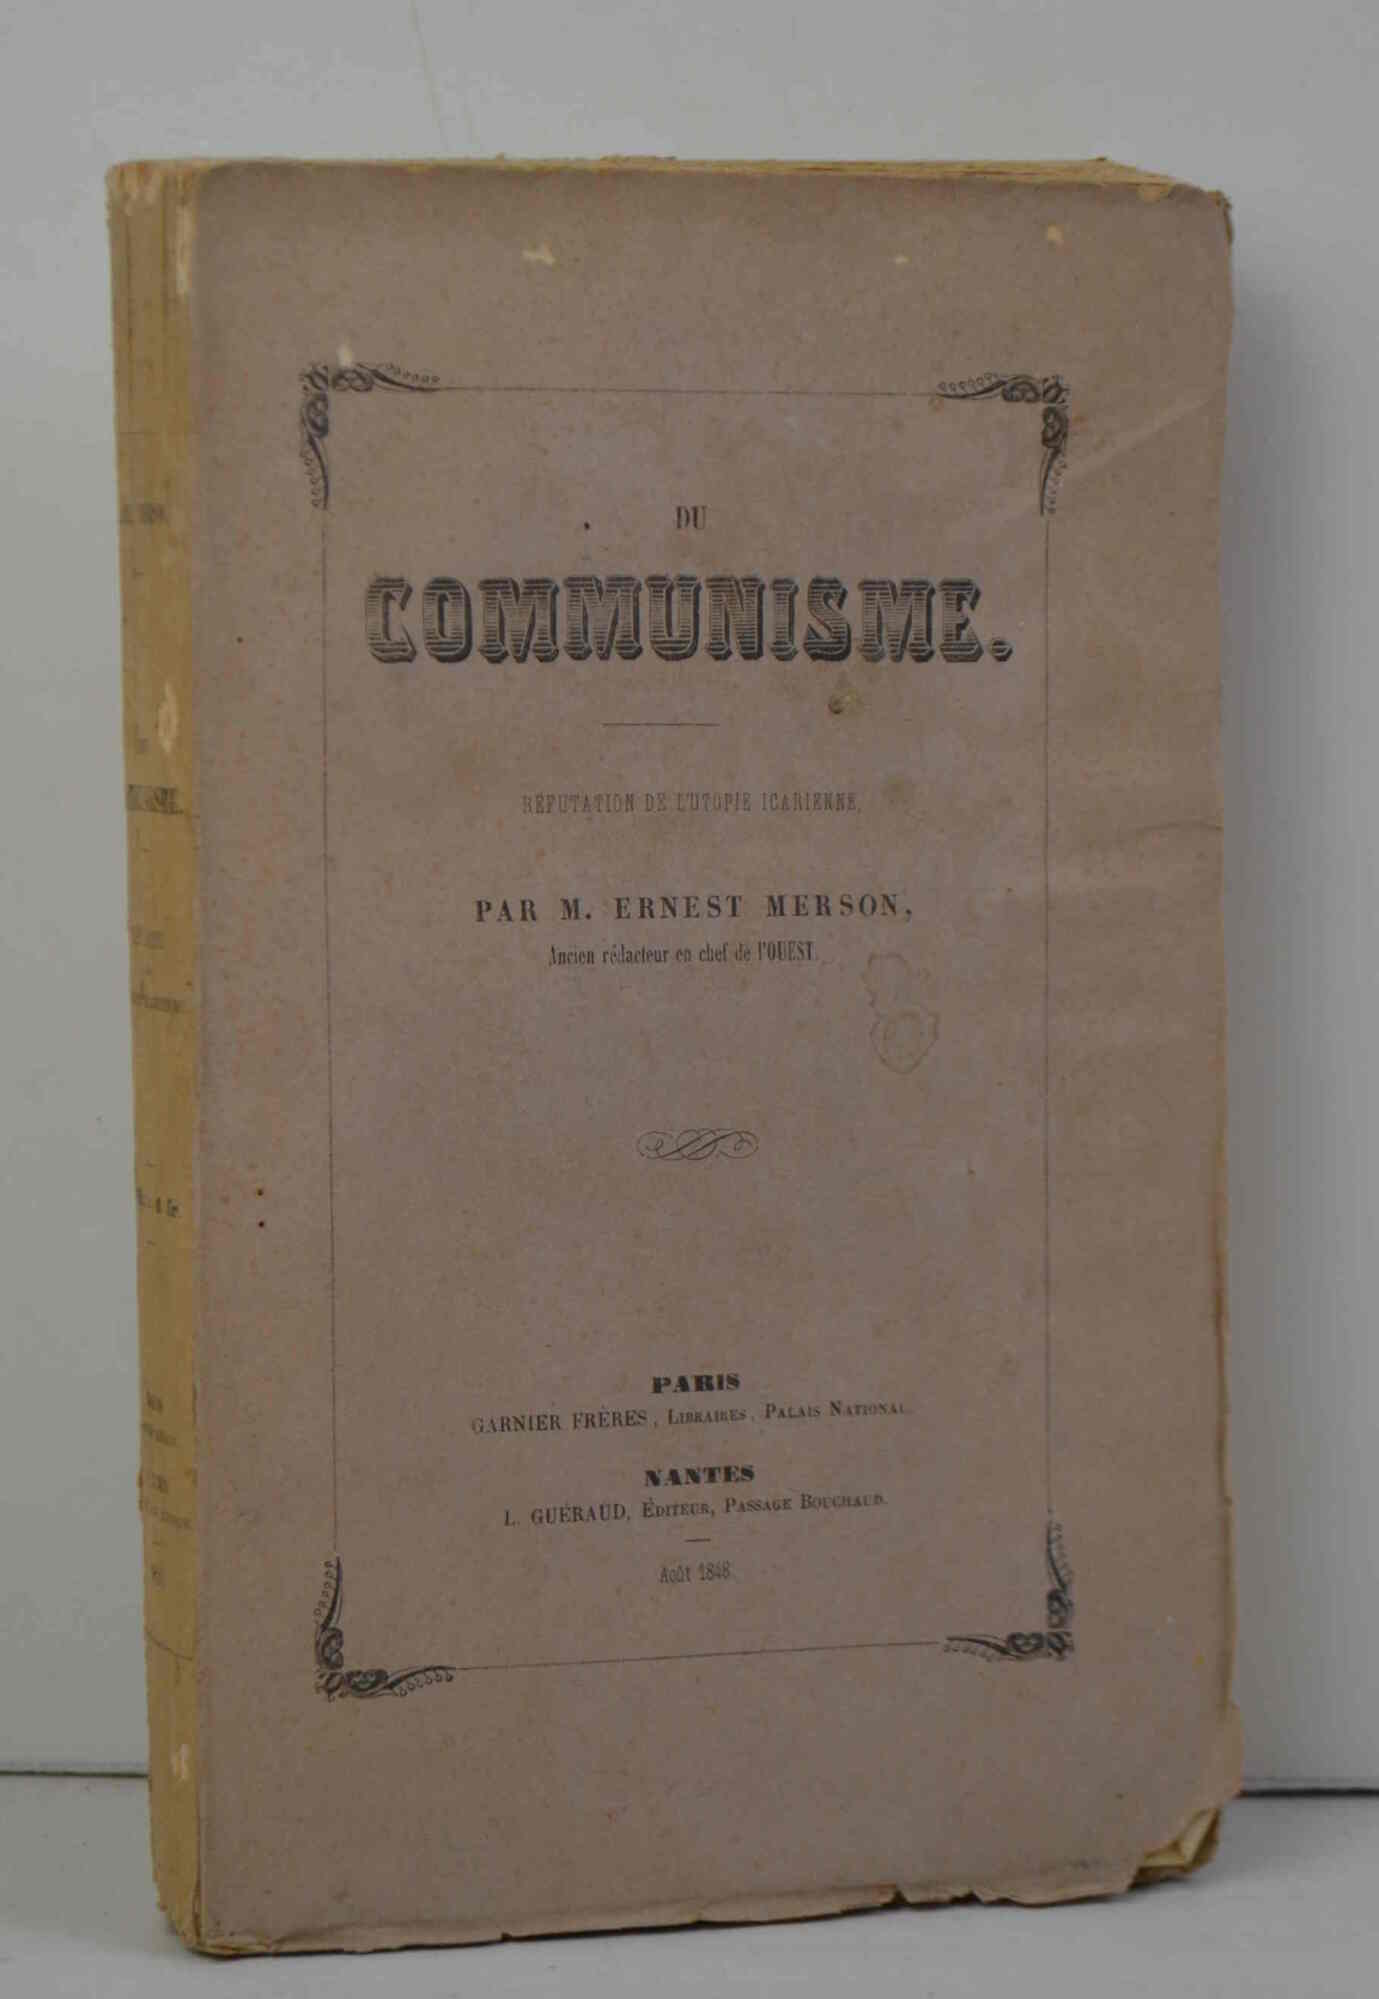 DU
COMMUNISME.
RÉFUTATION DE L'UTOPIE ICARIENNE,
PAR M. ERNEST MERSON,
Ancien rédacteur en chef de l'OUEST.
PARIS
GARNIER FRÈRES, LIBRAIRES, PALAIS NATIONAL.
NANTES
L. GUÉRAUD, ÉDITEUR, PASSAGE BOUCHAUD.
Août 1848